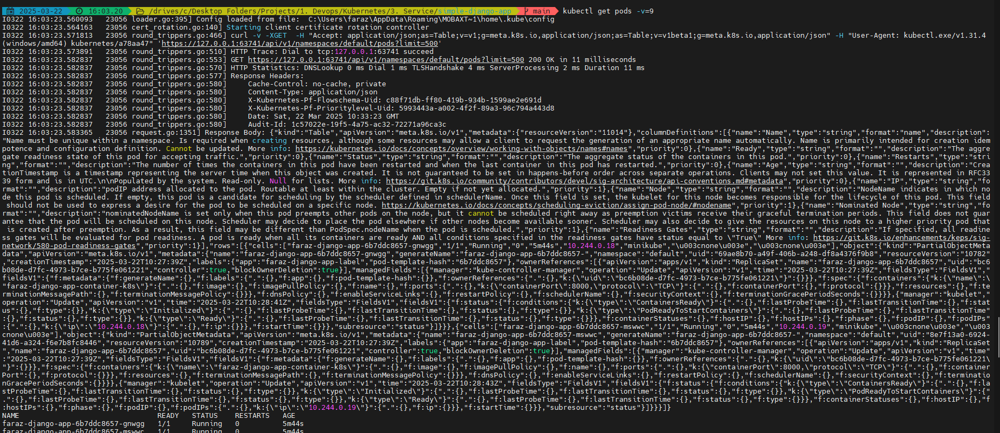 2025-03-22 16:03.20 /drives/c/Desktop Folders/Projects/1. Devops/Kubernetes/3. Service/simple-django-app main kubectl get pods -v=9
I0322 16:03:23.560093   23056 loader.go:395] Config loaded from file:  C:\Users\faraz\AppData\Roaming\MOBAXT~1\home\.kube\config
I0322 16:03:23.564163   23056 cert_rotation.go:140] Starting client certificate rotation controller
I0322 16:03:23.571813   23056 round_trippers.go:466] curl -v -XGET  -H "Accept: application/json;as=Table;v=v1;g=meta.k8s.io,application/json;as=Table;v=v1beta1;g=meta.k8s.io,application/json" -H "User-Agent: kubectl.exe/v1.31.4
(windows/amd64) kubernetes/a78aa47" 'https://127.0.0.1:63741/api/v1/namespaces/default/pods?limit=500'
I0322 16:03:23.573891   23056 round_trippers.go:510] HTTP Trace: Dial to tcp:127.0.0.1:63741 succeed
I0322 16:03:23.582837   23056 round_trippers.go:553] GET https://127.0.0.1:63741/api/v1/namespaces/default/pods?limit=500 200 OK in 11 milliseconds
I0322 16:03:23.582837   23056 round_trippers.go:570] HTTP Statistics: DNSLookup 0 ms Dial 1 ms TLSHandshake 4 ms ServerProcessing 2 ms Duration 11 ms
I0322 16:03:23.582837   23056 round_trippers.go:577] Response Headers:
I0322 16:03:23.582837   23056 round_trippers.go:580]     Cache-Control: no-cache, private
I0322 16:03:23.582837   23056 round_trippers.go:580]     Content-Type: application/json
I0322 16:03:23.582837   23056 round_trippers.go:580]     X-Kubernetes-Pf-Flowschema-Uid: c88f71db-ff80-419b-934b-1599ae2e691d
I0322 16:03:23.582837   23056 round_trippers.go:580]     X-Kubernetes-Pf-Prioritylevel-Uid: 5993443a-a002-4f2f-89a3-96c794a443d8
I0322 16:03:23.582837   23056 round_trippers.go:580]     Date: Sat, 22 Mar 2025 10:33:23 GMT
I0322 16:03:23.582837   23056 round_trippers.go:580]     Audit-Id: 1c57022e-19f5-4a75-ac32-72271a96ca3c
I0322 16:03:23.583365   23056 request.go:1351] Response Body: {"kind":"Table","apiVersion":"meta.k8s.io/v1","metadata":{"resourceVersion":"11014"},"columnDefinitions":[{"name":"Name","type":"string","format":"name","description":
"Name must be unique within a namespace. Is required when creating resources, although some resources may allow a client to request the generation of an appropriate name automatically. Name is primarily intended for creation idem
potence and configuration definition. Cannot be updated. More info: https://kubernetes.io/docs/concepts/overview/working-with-objects/names#names","priority":0},{"name":"Ready","type":"string","format":"","description":"The aggre
gate readiness state of this pod for accepting traffic.","priority":0},{"name":"Status","type":"string","format":"","description":"The aggregate status of the containers in this pod.","priority":0},{"name":"Restarts","type":"stri
ng","format":"","description":"The number of times the containers in this pod have been restarted and when the last container in this pod has restarted.","priority":0},{"name":"Age","type":"string","format":"","description":"Crea
tionTimestamp is a timestamp representing the server time when this object was created. It is not guaranteed to be set in happens-before order across separate operations. Clients may not set this value. It is represented in RFC33
39 form and is in UTC.\n\nPopulated by the system. Read-only. Null for lists. More info: https://git.k8s.io/community/contributors/devel/sig-architecture/api-conventions.md#metadata","priority":0},{"name":"IP","type":"string","fo
rmat":"","description":"podIP address allocated to the pod. Routable at least within the cluster. Empty if not yet allocated.","priority":1},{"name":"Node","type":"string","format":"","description":"NodeName indicates in which no
de this pod is scheduled. If empty, this pod is a candidate for scheduling by the scheduler defined in schedulerName. Once this field is set, the kubelet for this node becomes responsible for the lifecycle of this pod. This field
 should not be used to express a desire for the pod to be scheduled on a specific node. https://kubernetes.io/docs/concepts/scheduling-eviction/assign-pod-node/#nodename","priority":1},{"name":"Nominated Node","type":"string","fo
rmat":"","description":"nominatedNodeName is set only when this pod preempts other pods on the node, but it cannot be scheduled right away as preemption victims receive their graceful termination periods. This field does not guar
antee that the pod will be scheduled on this node. Scheduler may decide to place the pod elsewhere if other nodes become available sooner. Scheduler may also decide to give the resources on this node to a higher priority pod that
 is created after preemption. As a result, this field may be different than PodSpec.nodeName when the pod is scheduled.","priority":1},{"name":"Readiness Gates","type":"string","format":"","description":"If specified, all readine
ss gates will be evaluated for pod readiness. A pod is ready when all its containers are ready AND all conditions specified in the readiness gates have status equal to \"True\" More info: https://git.k8s.io/enhancements/keps/sig-
network/580-pod-readiness-gates","priority":1}],"rows":[{"cells":["faraz-django-app-6b7ddc8657-gnwgg","1/1","Running","0","5m44s","10.244.0.18","minikube","\u003cnone\u003e","\u003cnone\u003e"],"object":{"kind":"PartialObjectMeta
data","apiVersion":"meta.k8s.io/v1","metadata":{"name":"faraz-django-app-6b7ddc8657-gnwgg","generateName":"faraz-django-app-6b7ddc8657-","namespace":"default","uid":"69ae8b70-a49f-406b-a248-df8a4376f9b8","resourceVersion":"10782"
,"creationTimestamp":"2025-03-22T10:27:39Z","labels":{"app":"faraz-django-app-label","pod-template-hash":"6b7ddc8657"},"ownerReferences":[{"apiVersion":"apps/v1","kind":"ReplicaSet","name":"faraz-django-app-6b7ddc8657","uid":"bc6
b08de-d7fc-4973-b7ce-b775fe061221","controller":true,"blockOwnerDeletion":true}],"managedFields":[{"manager":"kube-controller-manager","operation":"Update","apiVersion":"v1","time":"2025-03-22T10:27:39Z","fieldsType":"FieldsV1","
fieldsV1":{"f:metadata":{"f:generateName":{},"f:labels":{".":{},"f:app":{},"f:pod-template-hash":{}},"f:ownerReferences":{".":{},"k:{\"uid\":\"bc6b08de-d7fc-4973-b7ce-b775fe061221\"}":{}}},"f:spec":{"f:containers":{"k:{\"name\":\
"faraz-django-app-container-k8s\"}":{".":{},"f:image":{},"f:imagePullPolicy":{},"f:name":{},"f:ports":{".":{},"k:{\"containerPort\":8000,\"protocol\":\"TCP\"}":{".":{},"f:containerPort":{},"f:protocol":{}}},"f:resources":{},"f:te
rminationMessagePath":{},"f:terminationMessagePolicy":{}}},"f:dnsPolicy":{},"f:enableServiceLinks":{},"f:restartPolicy":{},"f:schedulerName":{},"f:securityContext":{},"f:terminationGracePeriodSeconds":{}}}},{"manager":"kubelet","
operation":"Update","apiVersion":"v1","time":"2025-03-22T10:28:41Z","fieldsType":"FieldsV1","fieldsV1":{"f:status":{"f:conditions":{"k:{\"type\":\"ContainersReady\"}":{".":{},"f:lastProbeTime":{},"f:lastTransitionTime":{},"f:stat
us":{},"f:type":{}},"k:{\"type\":\"Initialized\"}":{".":{},"f:lastProbeTime":{},"f:lastTransitionTime":{},"f:status":{},"f:type":{}},"k:{\"type\":\"PodReadyToStartContainers\"}":{".":{},"f:lastProbeTime":{},"f:lastTransitionTime"
:{},"f:status":{},"f:type":{}},"k:{\"type\":\"Ready\"}":{".":{},"f:lastProbeTime":{},"f:lastTransitionTime":{},"f:status":{},"f:type":{}}},"f:containerStatuses":{},"f:hostIP":{},"f:hostIPs":{},"f:phase":{},"f:podIP":{},"f:podIPs"
:{".":{},"k:{\"ip\":\"10.244.0.18\"}":{".":{},"f:ip":{}}},"f:startTime":{}}},"subresource":"status"}]}}},{"cells":["faraz-django-app-6b7ddc8657-mswwc","1/1","Running","0","5m44s","10.244.0.19","minikube","\u003cnone\u003e","\u003
cnone\u003e"],"object":{"kind":"PartialObjectMetadata","apiVersion":"meta.k8s.io/v1","metadata":{"name":"faraz-django-app-6b7ddc8657-mswwc","generateName":"faraz-django-app-6b7ddc8657-","namespace":"default","uid":"8e7f13a0-6924-
41d6-a324-f6e7b8fc8446","resourceVersion":"10789","creationTimestamp":"2025-03-22T10:27:39Z","labels":{"app":"faraz-django-app-label","pod-template-hash":"6b7ddc8657"},"ownerReferences":[{"apiVersion":"apps/v1","kind":"ReplicaSet
","name":"faraz-django-app-6b7ddc8657","uid":"bc6b08de-d7fc-4973-b7ce-b775fe061221","controller":true,"blockOwnerDeletion":true}],"managedFields":[{"manager":"kube-controller-manager","operation":"Update","apiVersion":"v1","time"
:"2025-03-22T10:27:39Z","fieldsType":"FieldsV1","fieldsV1":{"f:metadata":{"f:generateName":{},"f:labels":{".":{},"f:app":{},"f:pod-template-hash":{}},"f:ownerReferences":{".":{},"k:{\"uid\":\"bc6b08de-d7fc-4973-b7ce-b775fe061221\
"}":{}}},"f:spec":{"f:containers":{"k:{\"name\":\"faraz-django-app-container-k8s\"}":{".":{},"f:image":{},"f:imagePullPolicy":{},"f:name":{},"f:ports":{".":{},"k:{\"containerPort\":8000,\"protocol\":\"TCP\"}":{".":{},"f:container
Port":{},"f:protocol":{}}},"f:resources":{},"f:terminationMessagePath":{},"f:terminationMessagePolicy":{}}},"f:dnsPolicy":{},"f:enableServiceLinks":{},"f:restartPolicy":{},"f:schedulerName":{},"f:securityContext":{},"f:terminatio
nGracePeriodSeconds":{}}}},{"manager":"kubelet","operation":"Update","apiVersion":"v1","time":"2025-03-22T10:28:43Z","fieldsType":"FieldsV1","fieldsV1":{"f:status":{"f:conditions":{"k:{\"type\":\"ContainersReady\"}":{".":{},"f:la
stProbeTime":{},"f:lastTransitionTime":{},"f:status":{},"f:type":{}},"k:{\"type\":\"Initialized\"}":{".":{},"f:lastProbeTime":{},"f:lastTransitionTime":{},"f:status":{},"f:type":{}},"k:{\"type\":\"PodReadyToStartContainers\"}":{"
.":{},"f:lastProbeTime":{},"f:lastTransitionTime":{},"f:status":{},"f:type":{}},"k:{\"type\":\"Ready\"}":{".":{},"f:lastProbeTime":{},"f:lastTransitionTime":{},"f:status":{},"f:type":{}}},"f:containerStatuses":{},"f:hostIP":{},"f
:hostIPs":{},"f:phase":{},"f:podIP":{},"f:podIPs":{".":{},"k:{\"ip\":\"10.244.0.19\"}":{".":{},"f:ip":{}}},"f:startTime":{}}},"subresource":"status"}]}}}]}
NAME                                READY   STATUS    RESTARTS   AGE
faraz-django-app-6b7ddc8657-gnwgg   1/1     Running   0          5m44s
faraz-django-app-6b7ddc8657-mswwc   1/1     Running   0          5m44s